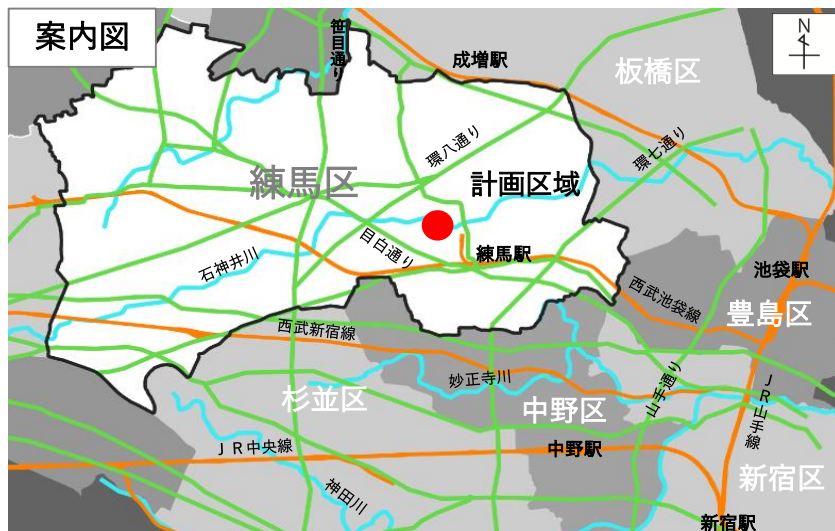 案内図
笹目通り
成増駅
板橋区
N
環八通り
環七通り
練馬区
計画区域
目白通り
練馬駅
石神井川
池袋駅
西武池袋線
豊島区
西武新宿線
妙正寺川
山手通り
杉並区
中野区
JR山手線
JR中央線
中野駅
新宿区
神田川
新宿駅